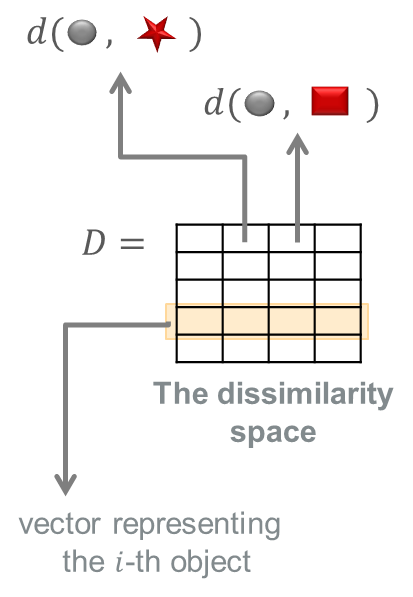 d( , )
d( , )
D =
The dissimilarity
space
vector representing
the i-th object